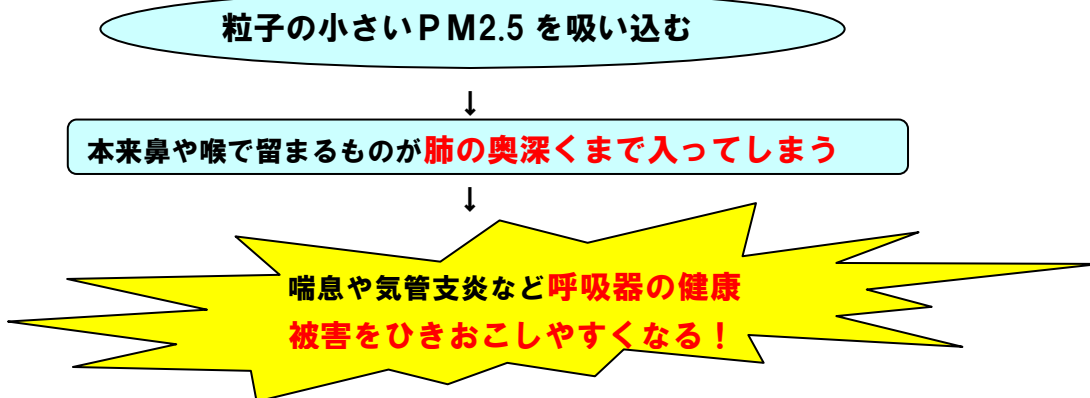 粒子の小さいＰＭ2.5 を吸い込む
↓
本来鼻や喉で留まるものが肺の奥深くまで入ってしまう
↓
喘息や気管支炎など呼吸器の健康
被害をひきおこしやすくなる！